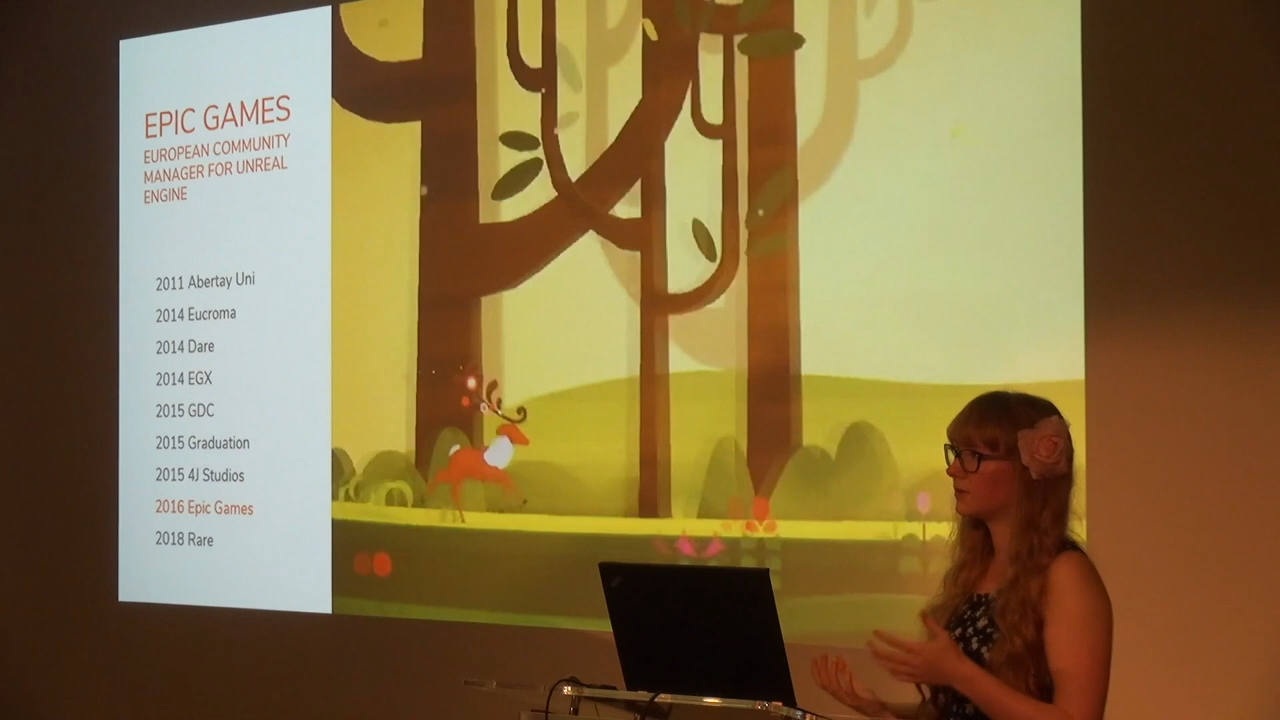 EPIC GAMES
EUROPEAN COMMUNITY
MANAGER FOR UNREAL
ENGINE
2011 Abertay Uni
2014 Eucroma
2014 Dare
2014 EGX
2015 GDC
2015 Graduation
2015 4J Studios
2016 Epic Games
2018 Rare